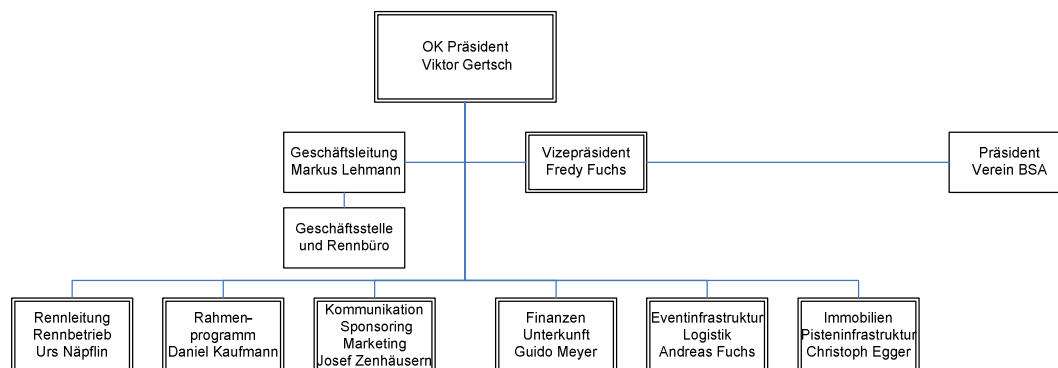 OK Präsident
Viktor Gertsch
Geschäftsleitung
Markus Lehmann
Vizepräsident
Fredy Fuchs
Präsident
Verein BSA
Geschäftsstelle
und Rennbüro
Rennleitung
Rennbetrieb
Urs Näpflin
Rahmen-
programm
Daniel Kaufmann
Kommunikation
Sponsoring
Marketing
Josef Zenhäusern
Finanzen
Unterkunft
Guido Meyer
Eventinfrastruktur
Logistik
Andreas Fuchs
Immobilien
Pisteninfrastruktur
Christoph Egger